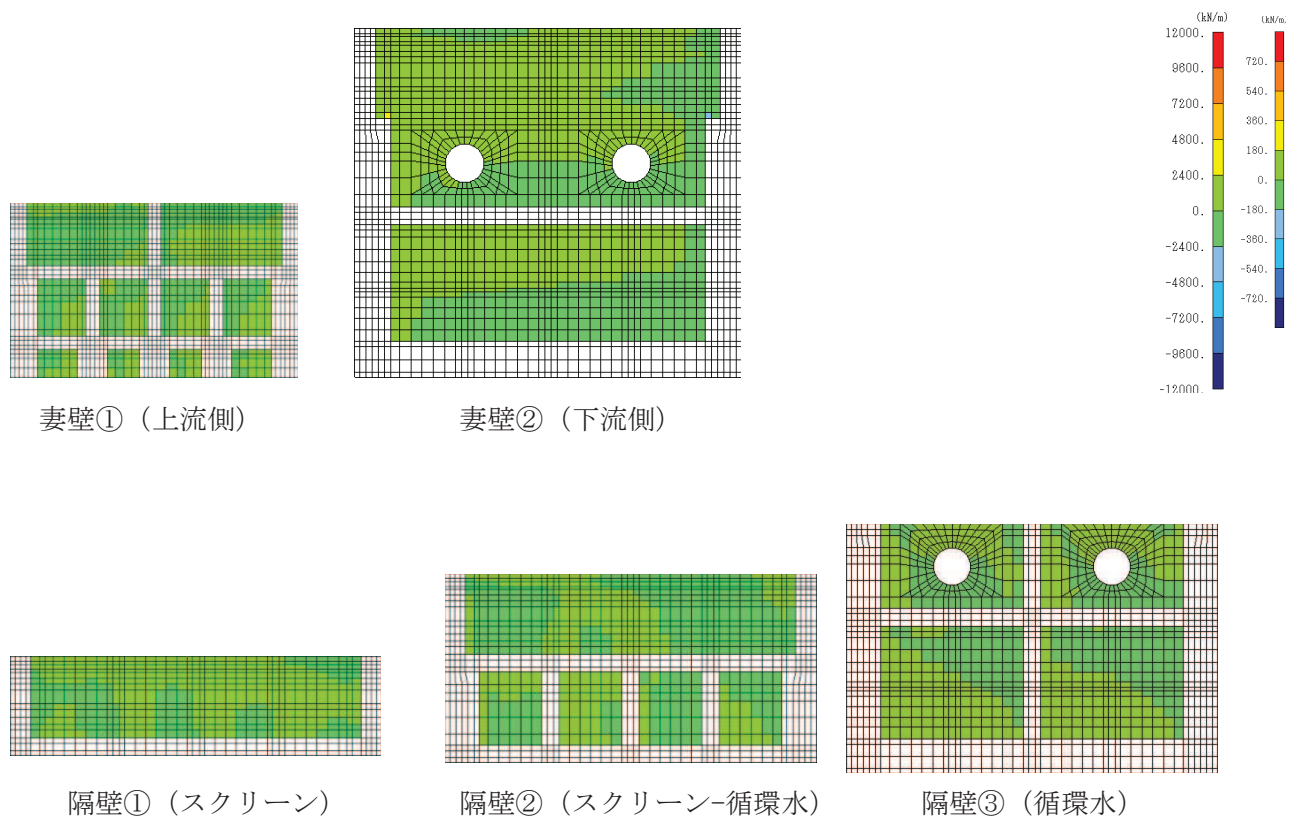 (kN/m)
12000.
9600.
7200.
4800.
2400.
0.
-2400.
-4800.
-7200.
-9600.
-12000.
(kN/m.
720.
540.
360.
180.
0.
-180.
-360.
-540.
-720.
妻壁①（上流側）
妻壁②（下流側）
隔壁①（スクリーン）
隔壁②（スクリーン-循環水）
隔壁③（循環水）